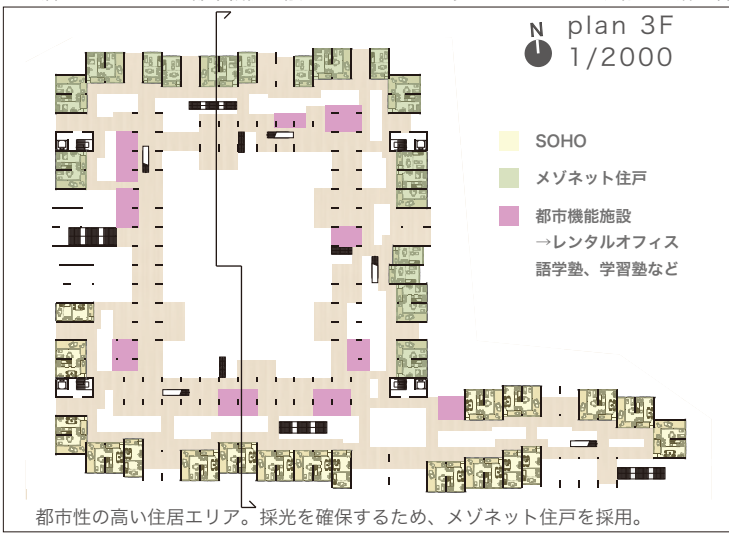 N
plan 3F
1/2000
SOHO
メゾネット住戸
都市機能施設
→レンタルオフィス
語学塾、学習塾など
都市性の高い住居エリア。採光を確保するため、メゾネット住戸を採用。